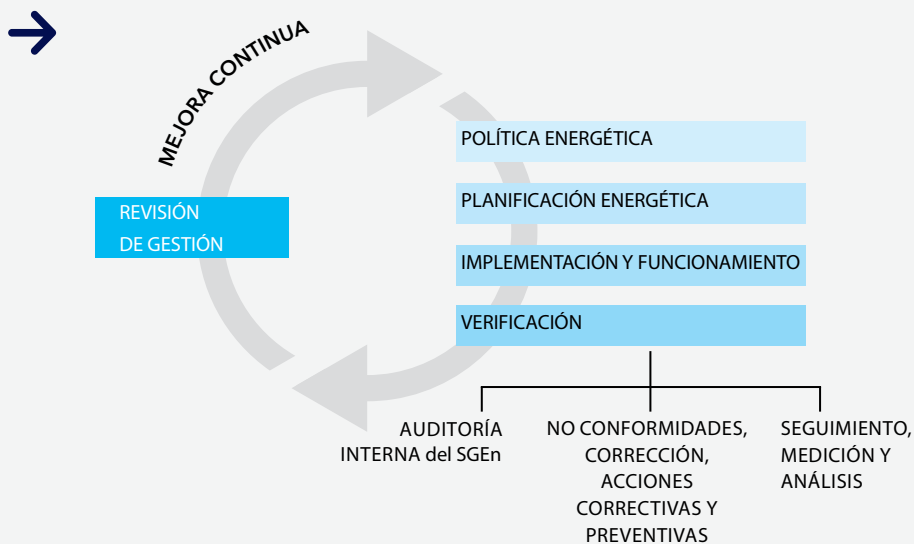 MEJORA CONTINUA
POLÍTICA ENERGÉTICA
PLANIFICACIÓN ENERGÉTICA
REVISIÓN
DE GESTIÓN
IMPLEMENTACIÓN Y FUNCIONAMIENTO
VERIFICACIÓN
AUDITORÍA
INTERNA del SGEn
NO CONFORMIDADES,
CORRECCIÓN,
ACCIONES
CORRECTIVAS Y
PREVENTIVAS
SEGUIMIENTO,
MEDICIÓN Y
ANÁLISIS